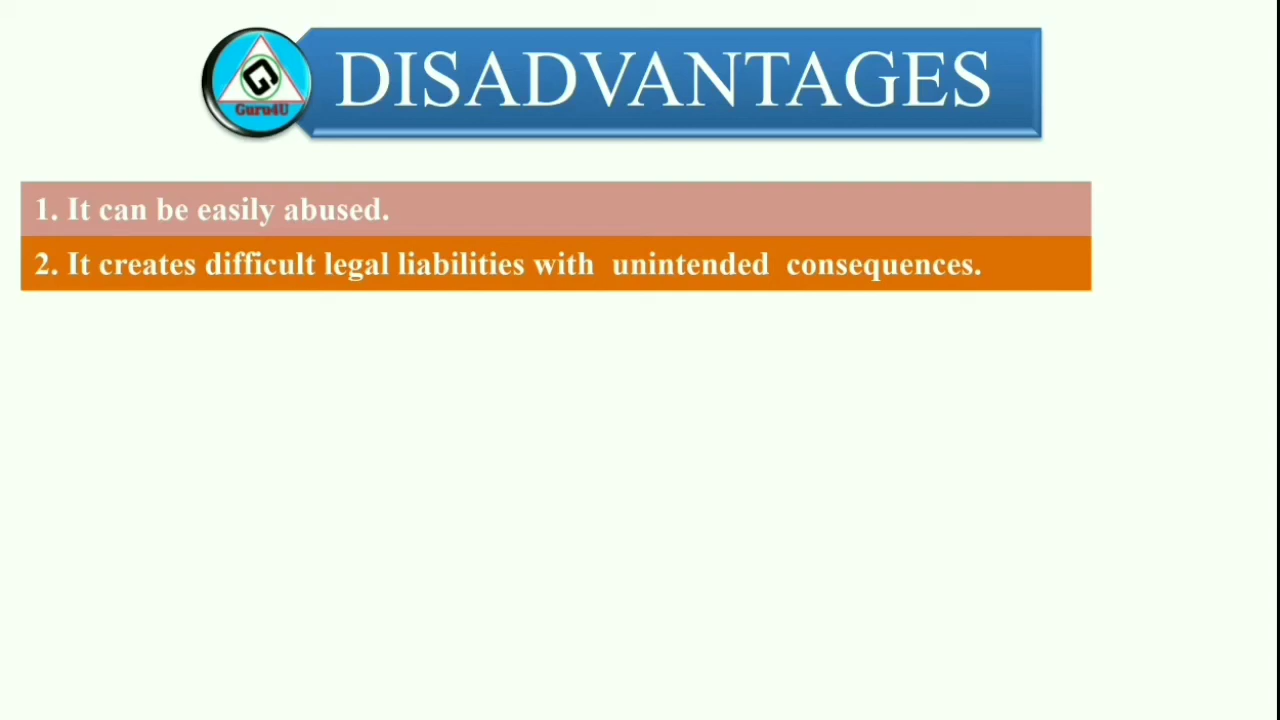 DISADVANTAGES
Guru4U
1. It can be easily abused.
2. It creates difficult legal liabilities with unintended consequences.